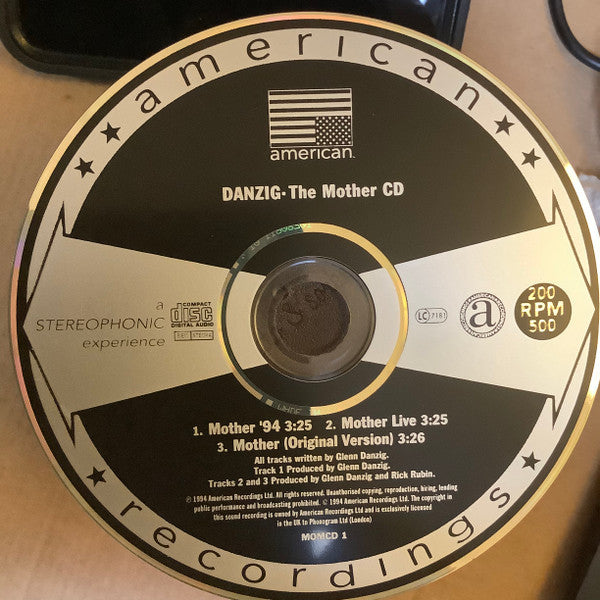 american
american
DANZIG · The Mother CD
a
STEREOPHONIC
experience
COMPACT
disc
DIGITAL AUDIO
LC 7181
a
200
RPM
500
1. Mother '94 3:25 2. Mother Live 3:25
3. Mother (Original Version) 3:26
All tracks written by Glenn Danzig.
Track 1 Produced by Glenn Danzig.
Tracks 2 and 3 Produced by Glenn Danzig and Rick Rubin.
℗ 1994 American Recordings Ltd. All rights reserved. Unauthorised copying, reproduction, hiring, lending
public performance and broadcasting prohibited. © 1994 American Recordings Ltd. The copyright in
this sound recording is owned by American Recordings Ltd and is exclusively licensed
in the UK to Phonogram Ltd (London)
MOMCD 1
recordings